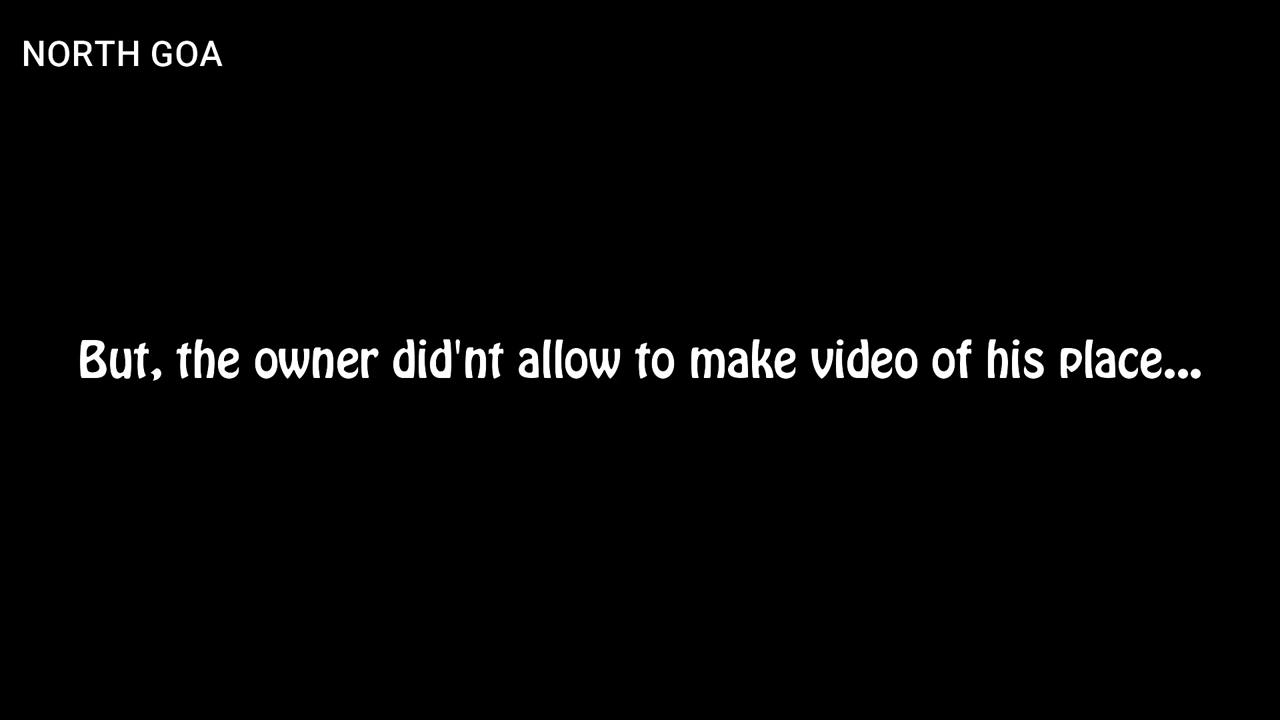 NORTH GOA
But, the owner did'nt allow to make video of his place...